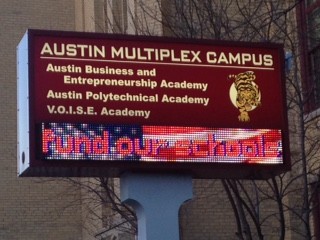 AUSTIN MULTIPLEX CAMPUS
Austin Business and
Entrepreneurship Academy
Austin Polytechnical Academy
V.O.I.S.E. Academy
Fund our schools